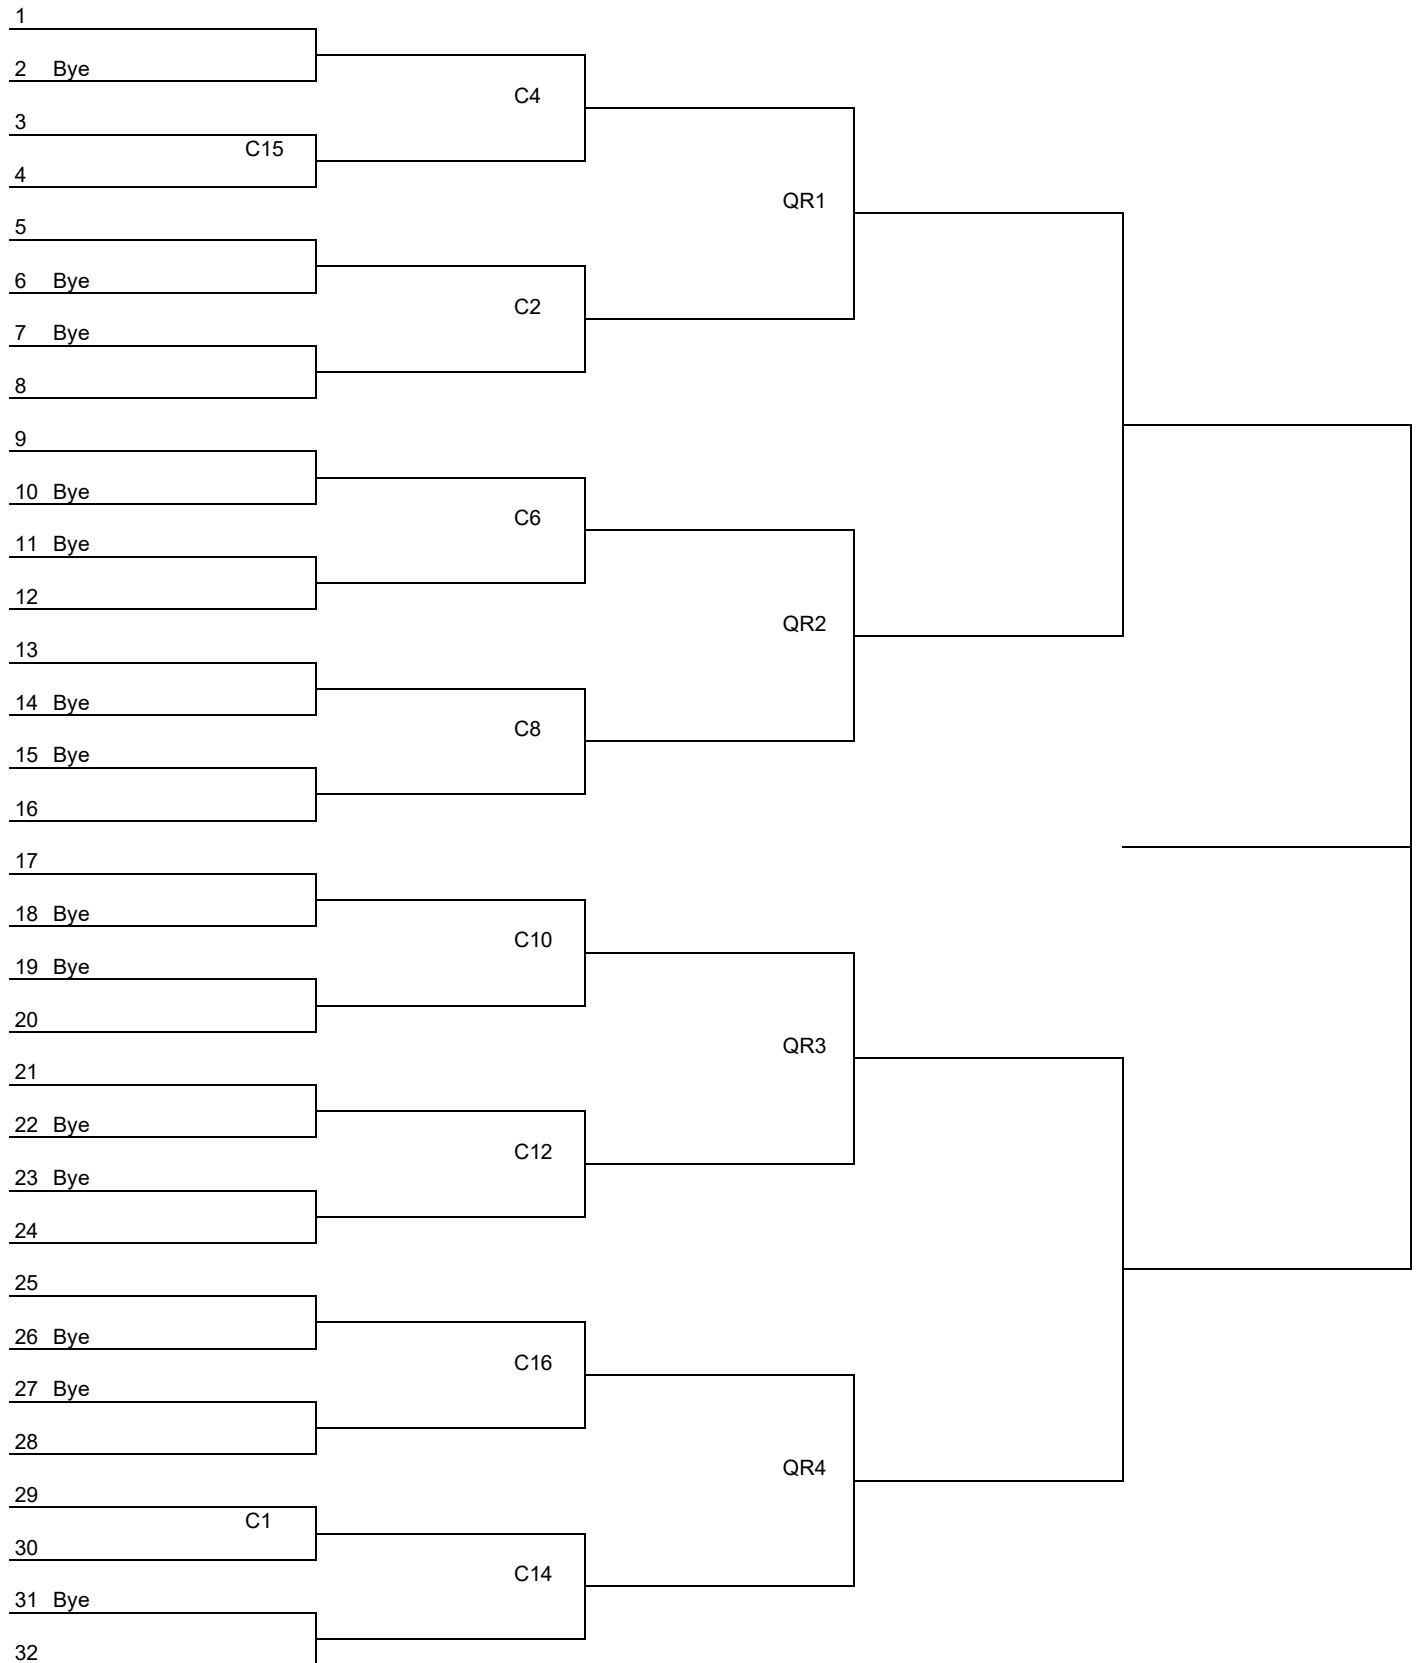 1
2 Bye
C4
3
C15
4
QR1
5
6 Bye
C2
7 Bye
8
9
10 Bye
C6
11 Bye
12
QR2
13
14 Bye
C8
15 Bye
16
17
18 Bye
C10
19 Bye
20
QR3
21
22 Bye
C12
23 Bye
24
25
26 Bye
C16
27 Bye
28
QR4
29
C1
30
C14
31 Bye
32